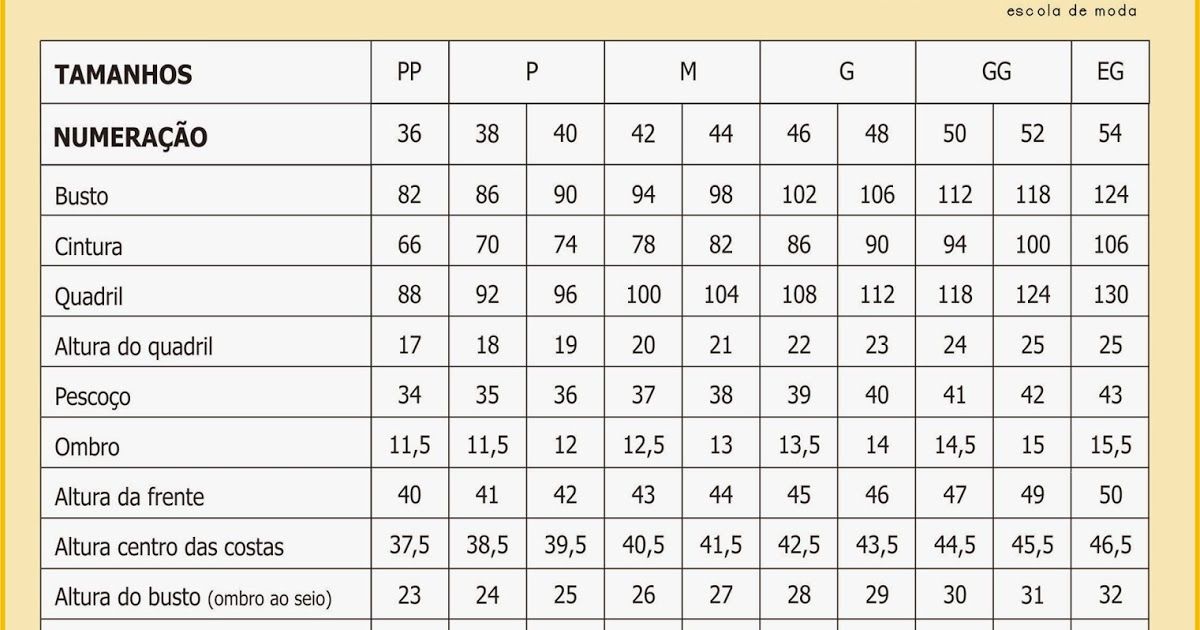 escola de moda
TAMANHOS PP P M G GG EG
NUMERAÇÃO 36 38 40 42 44 46 48 50 52 54
Busto 82 86 90 94 98 102 106 112 118 124
Cintura 66 70 74 78 82 86 90 94 100 106
Quadril 88 92 96 100 104 108 112 118 124 130
Altura do quadril 17 18 19 20 21 22 23 24 25 25
Pescoço 34 35 36 37 38 39 40 41 42 43
Ombro 11,5 11,5 12 12,5 13 13,5 14 14,5 15 15,5
Altura da frente 40 41 42 43 44 45 46 47 49 50
Altura centro das costas 37,5 38,5 39,5 40,5 41,5 42,5 43,5 44,5 45,5 46,5
Altura do busto (ombro ao seio) 23 24 25 26 27 28 29 30 31 32